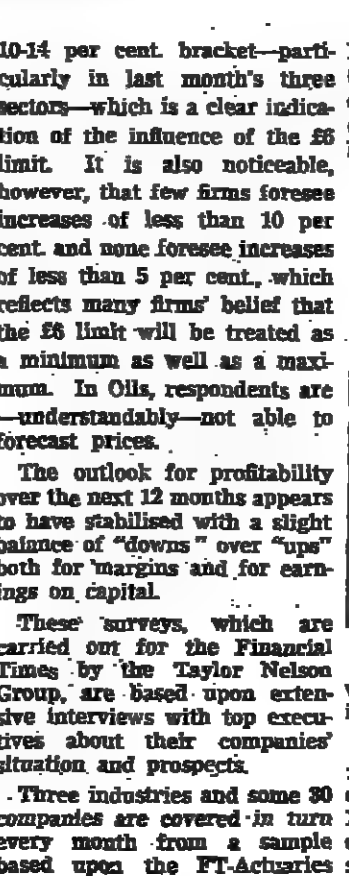 10-14 per cent. bracket—parti-
cularly in last month's three
sectors—which is a clear indica-
tion of the influence of the £6
limit. It is also noticeable,
however, that few firms foresee
increases of less than 10 per
cent. and none foresee increases
of less than 5 per cent., which
reflects many firms' belief that
the £6 limit will be treated as
a minimum as well as a maxi-
mum. In Oils, respondents are
—understandably—not able to
forecast prices.
The outlook for profitability
over the next 12 months appears
to have stabilised with a slight
balance of "downs" over "ups"
both for margins and for earn-
ings on capital.
These surveys, which are
carried out for the Financial
Times by the Taylor Nelson
Group, are based upon exten-
sive interviews with top execu-
tives about their companies'
situation and prospects.
Three industries and some 30
companies are covered in turn
every month from a sample
based upon the FT-Actuaries